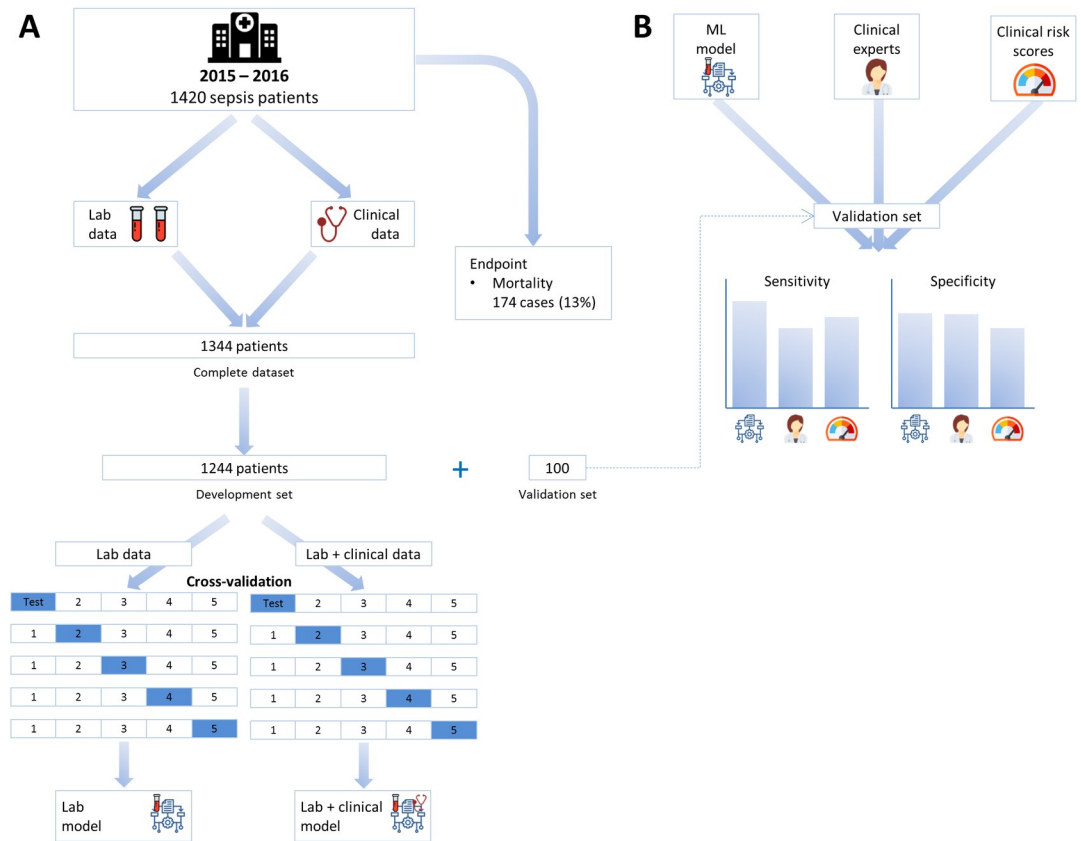 A
2015 – 2016
1420 sepsis patients
Lab
data
Clinical
data
Endpoint
• Mortality
174 cases (13%)
1344 patients
Complete dataset
1244 patients
Development set
+
100
Validation set
Lab data
Lab + clinical data
Cross-validation
Test 2 3 4 5
1 2 3 4 5
1 2 3 4 5
1 2 3 4 5
1 2 3 4 5
Test 2 3 4 5
1 2 3 4 5
1 2 3 4 5
1 2 3 4 5
1 2 3 4 5
Lab
model
Lab + clinical
model
B
ML
model
Clinical
experts
Clinical risk
scores
Validation set
Sensitivity
Specificity